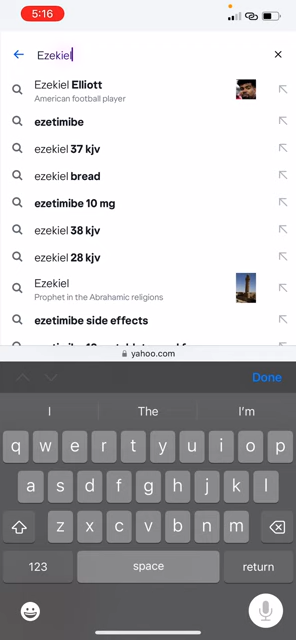 5:16
Ezekiel
Ezekiel Elliott
American football player
ezetimibe
ezekiel 37 kjv
ezekiel bread
ezetimibe 10 mg
ezekiel 38 kjv
ezekiel 28 kjv
Ezekiel
Prophet in the Abrahamic religions
ezetimibe side effects
yahoo.com
Done
I The I'm
q w e r t y u i o p
a s d f g h j k l
z x c v b n m
123 space return